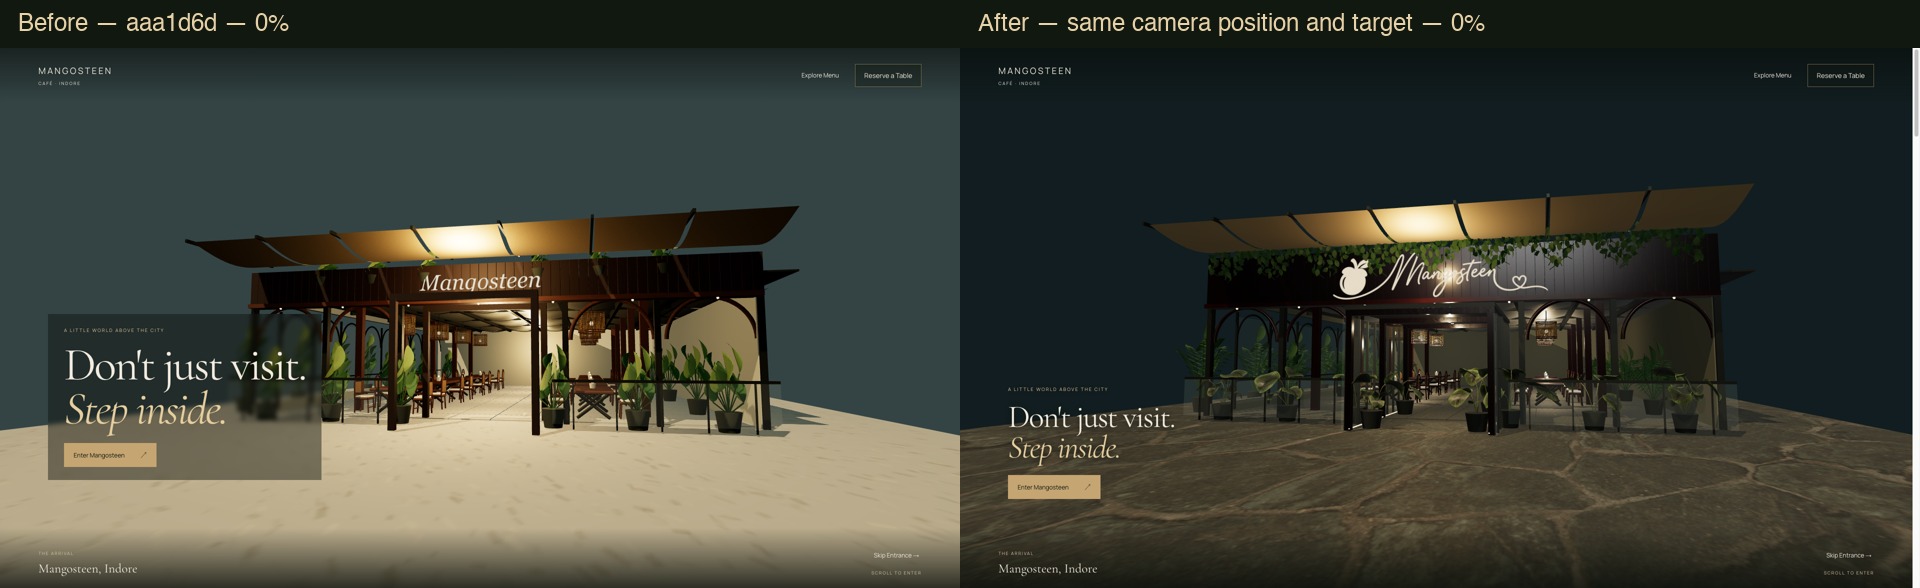 Before — aaa1d6d — 0%
MANGOSTEEN
CAFÉ · INDORE
Explore Menu
Reserve a Table
Mangosteen
A LITTLE WORLD ABOVE THE CITY
Don't just visit.
Step inside.
Enter Mangosteen ↗
THE ARRIVAL
Mangosteen, Indore
Skip Entrance →
SCROLL TO ENTER
After — same camera position and target — 0%
MANGOSTEEN
CAFÉ · INDORE
Explore Menu
Reserve a Table
Mangosteen
A LITTLE WORLD ABOVE THE CITY
Don't just visit.
Step inside.
Enter Mangosteen ↗
THE ARRIVAL
Mangosteen, Indore
Skip Entrance →
SCROLL TO ENTER